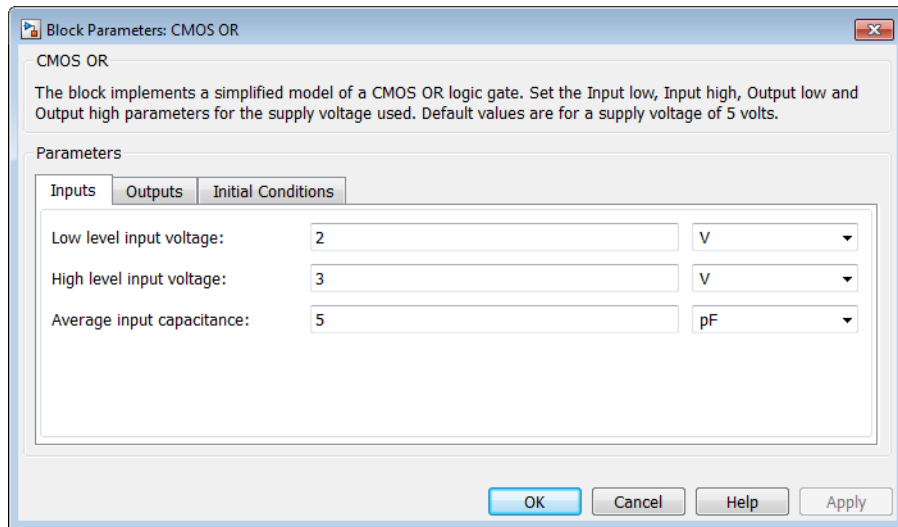 Block Parameters: CMOS OR
CMOS OR
The block implements a simplified model of a CMOS OR logic gate. Set the Input low, Input high, Output low and
Output high parameters for the supply voltage used. Default values are for a supply voltage of 5 volts.
Parameters
Inputs Outputs Initial Conditions
Low level input voltage: 2 V
High level input voltage: 3 V
Average input capacitance: 5 pF
OK Cancel Help Apply